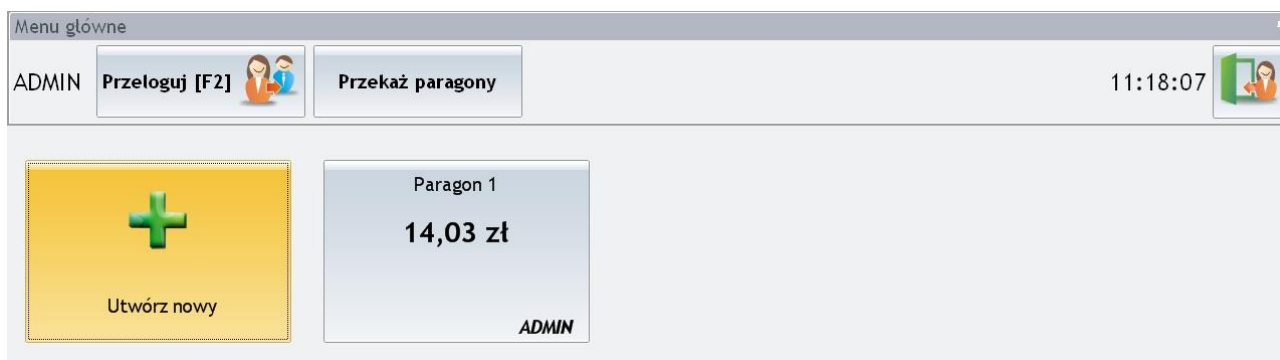 Menu główne
ADMIN Przeloguj [F2] Przekaż paragony 11:18:07
Utwórz nowy
Paragon 1
14,03 zł
ADMIN